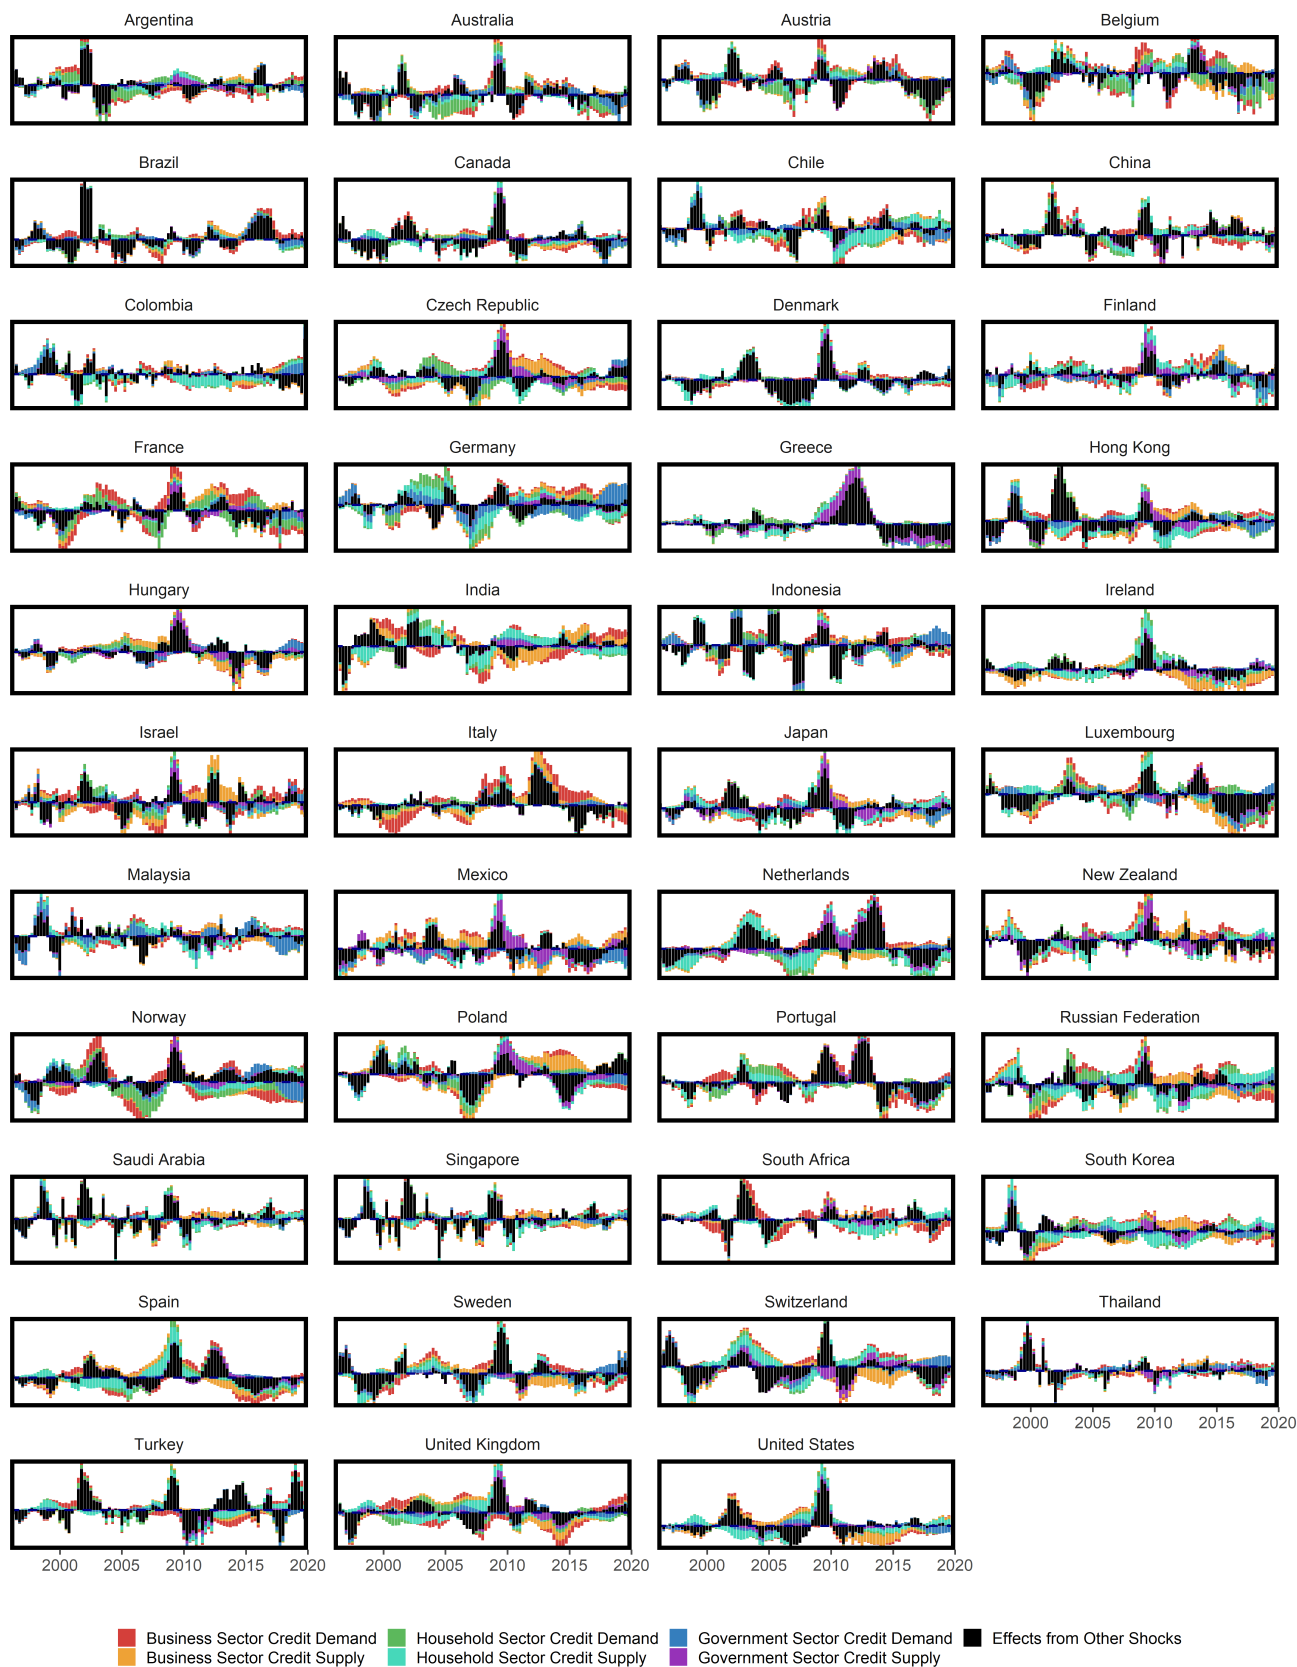 Argentina Australia Austria Belgium
Brazil Canada Chile China
Colombia Czech Republic Denmark Finland
France Germany Greece Hong Kong
Hungary India Indonesia Ireland
Israel Italy Japan Luxembourg
Malaysia Mexico Netherlands New Zealand
Norway Poland Portugal Russian Federation
Saudi Arabia Singapore South Africa South Korea
Spain Sweden Switzerland Thailand
2000 2005 2010 2015 2020
Turkey United Kingdom United States
2000 2005 2010 2015 2020 2000 2005 2010 2015 2020 2000 2005 2010 2015 2020
Business Sector Credit Demand Household Sector Credit Demand Government Sector Credit Demand Effects from Other Shocks
Business Sector Credit Supply Household Sector Credit Supply Government Sector Credit Supply